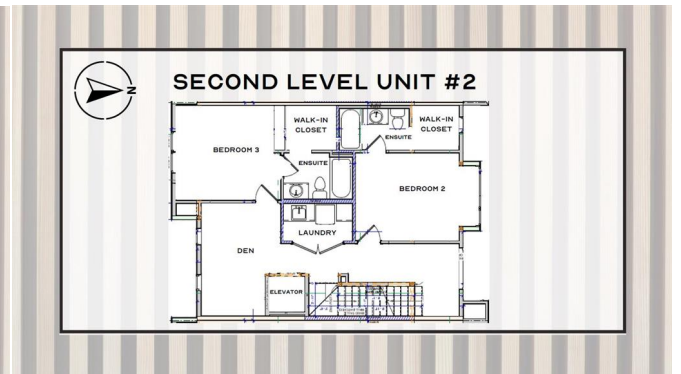 N
SECOND LEVEL UNIT #2
WALK-IN
CLOSET
ENSUITE
WALK-IN
CLOSET
BEDROOM 3
ENSUITE
BEDROOM 2
LAUNDRY
DEN
ELEVATOR